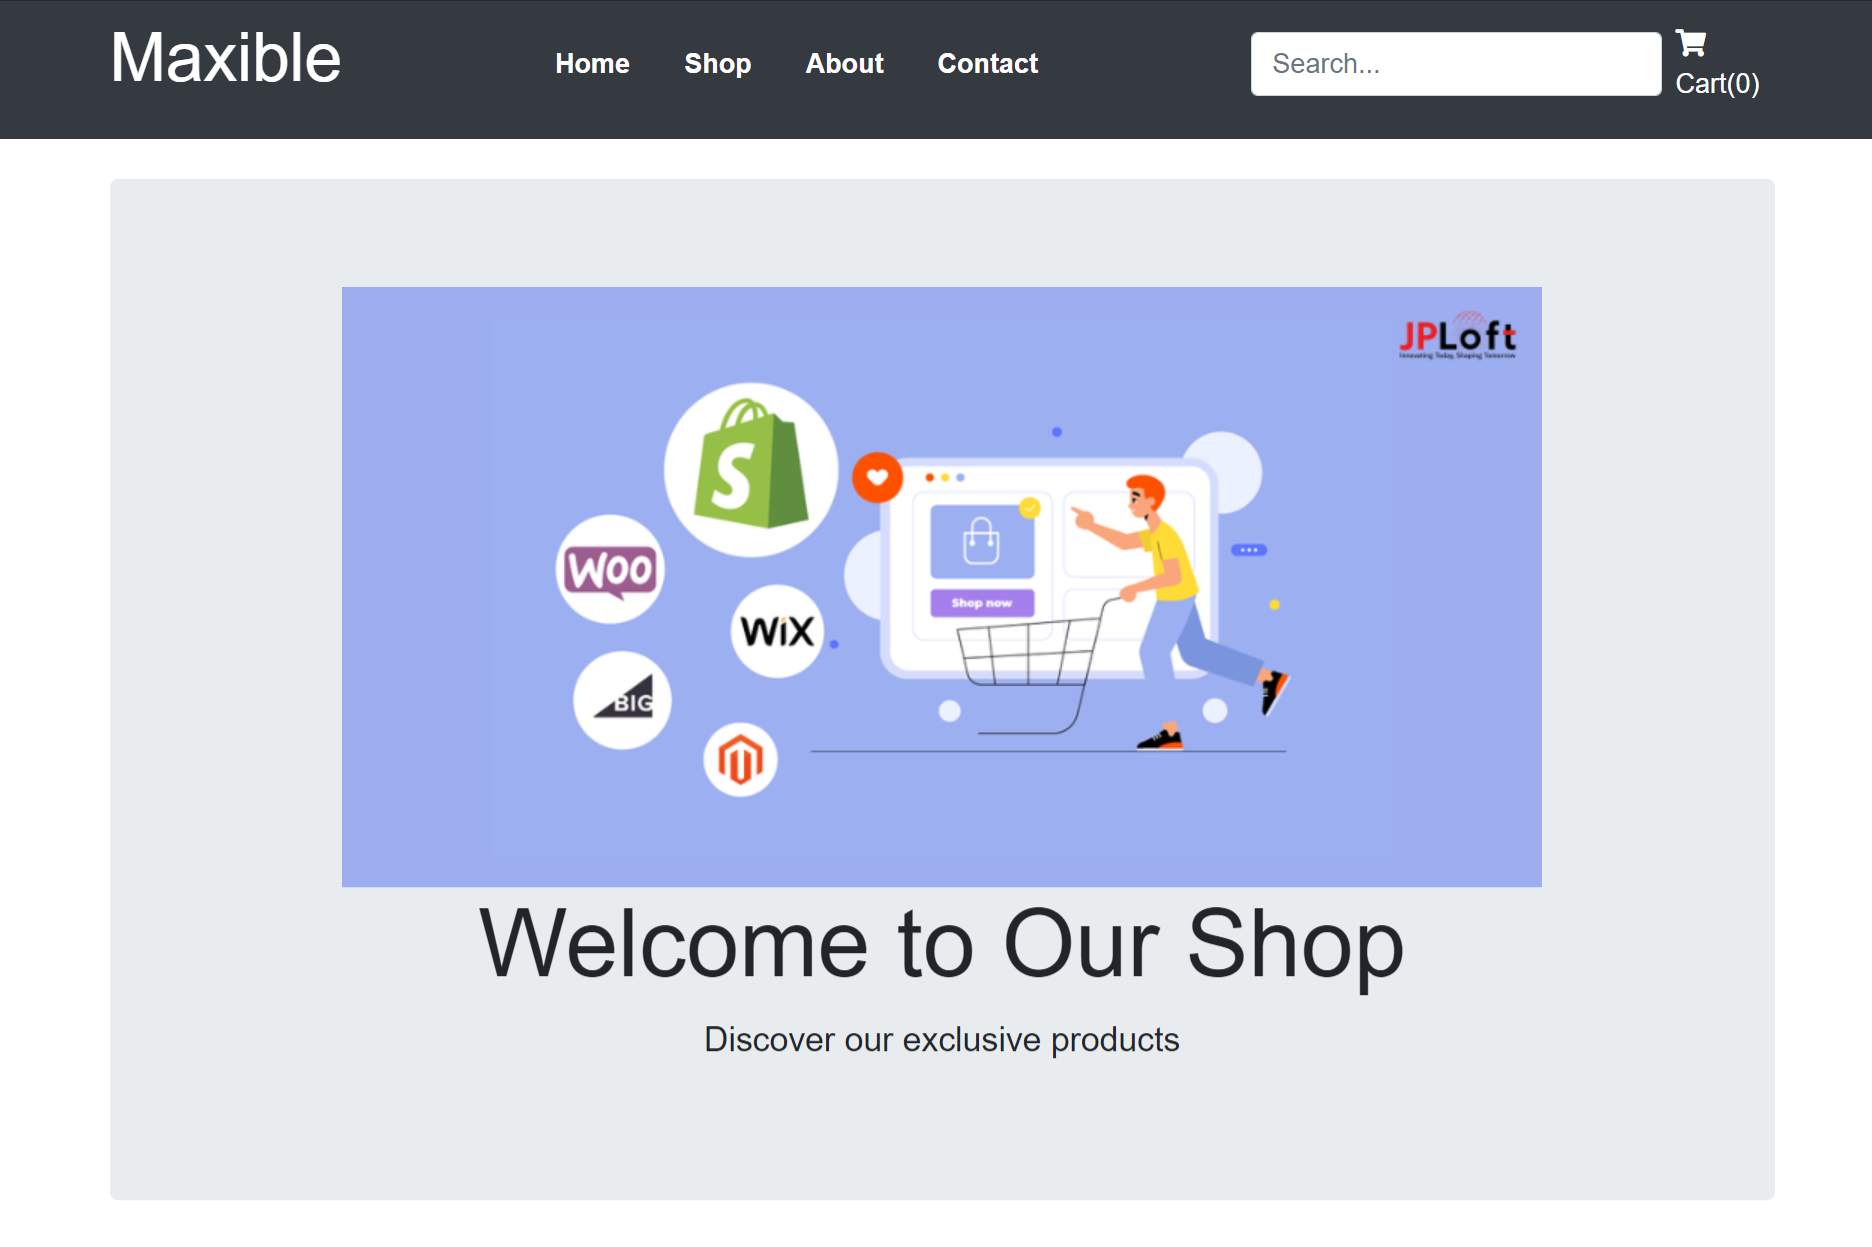 Maxible
Home Shop About Contact
Search...
Cart(0)
JPLoft
Innovating Today, Shaping Tomorrow
S
WOO
WiX
Shop now
BIG
Welcome to Our Shop
Discover our exclusive products